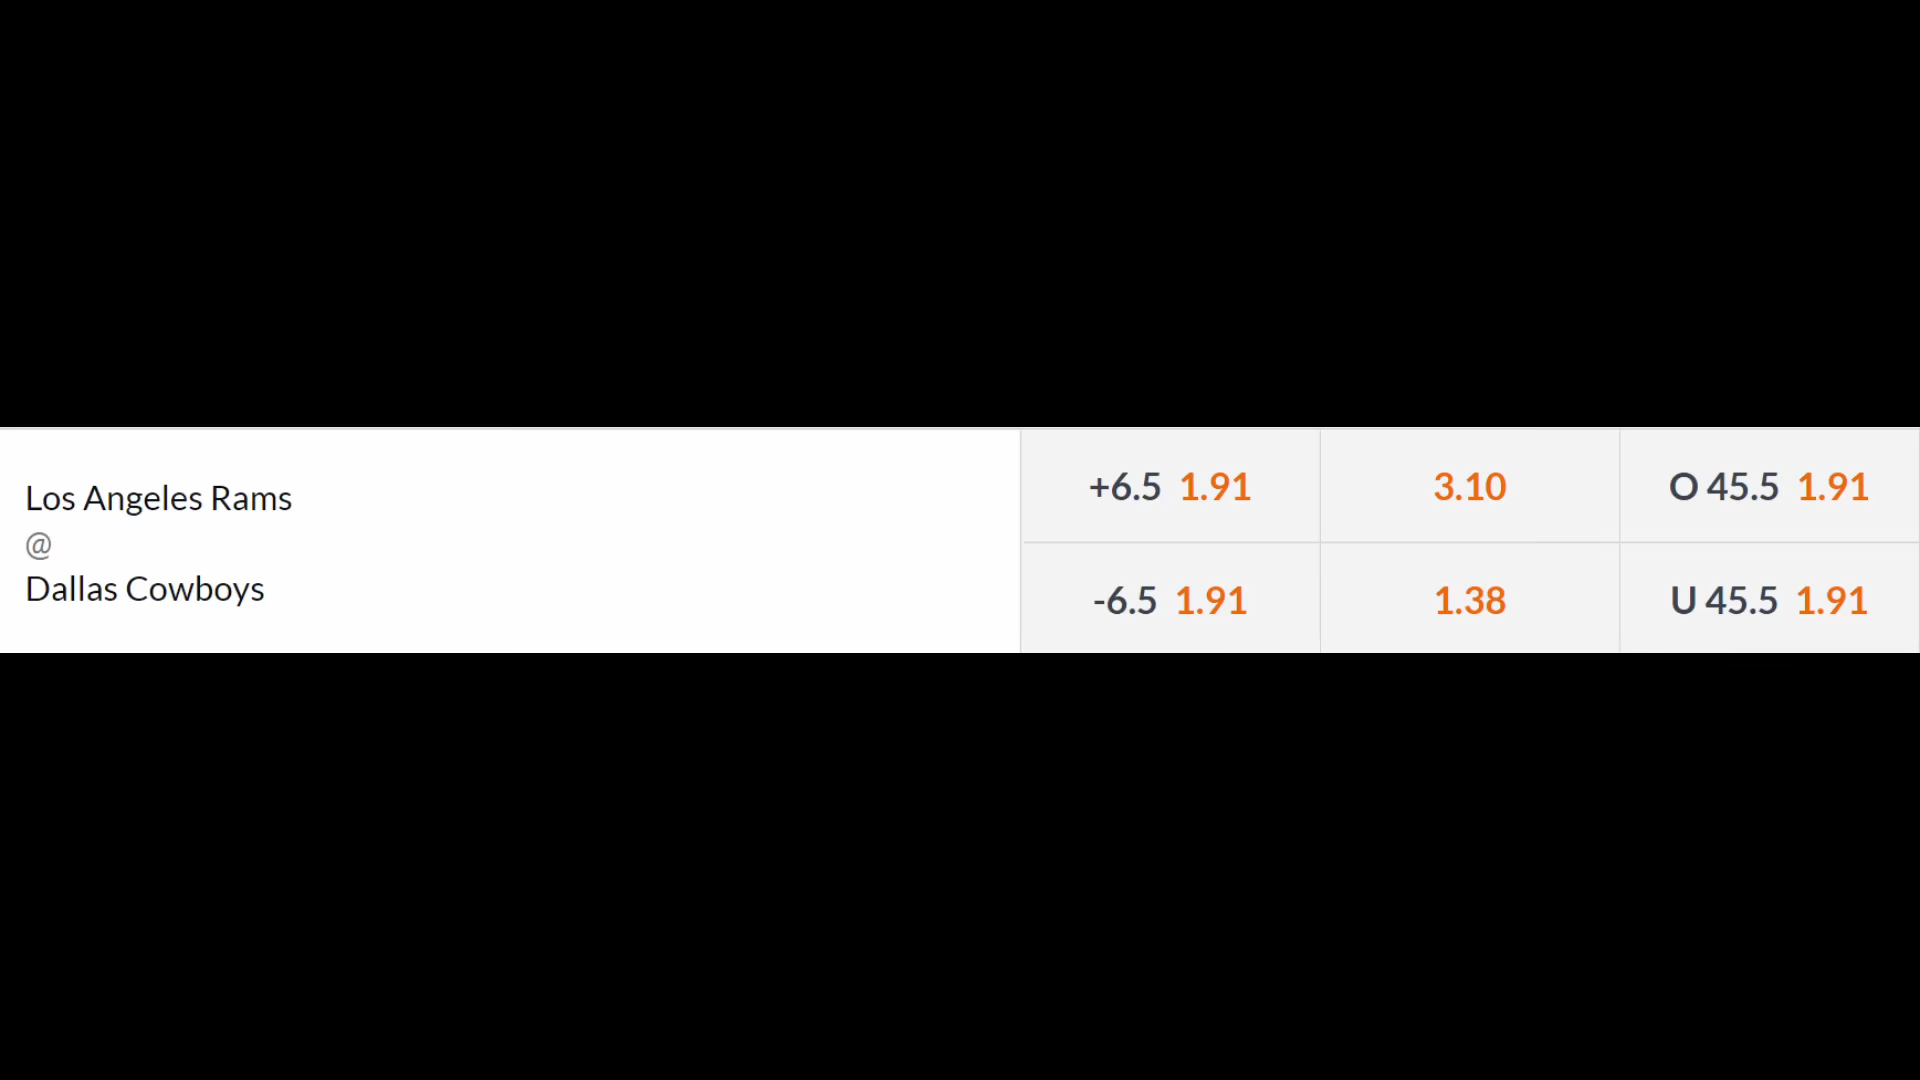 Los Angeles Rams
@
Dallas Cowboys
+6.5 1.91
3.10
O 45.5 1.91
-6.5 1.91
1.38
U 45.5 1.91